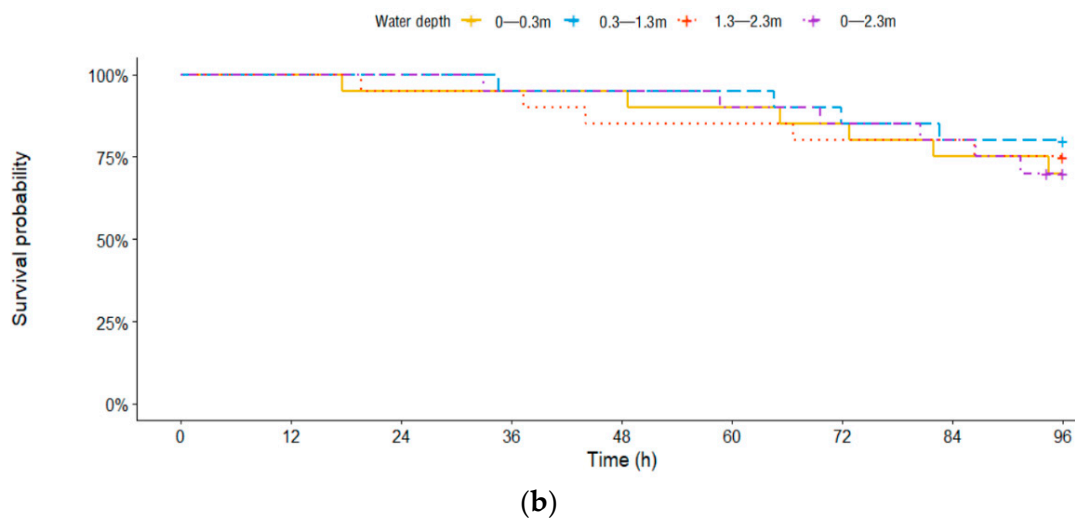 Water depth 0—0.3m 0.3—1.3m 1.3—2.3m 0—2.3m
100%
75%
50%
25%
0%
Survival probability
0 12 24 36 48 60 72 84 96
Time (h)
(b)